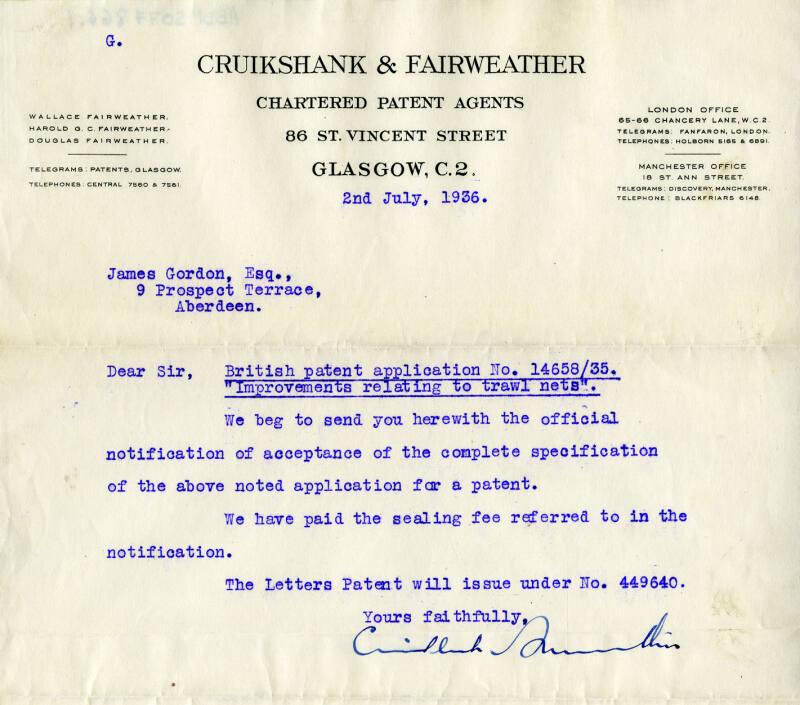 G.
CRUIKSHANK & FAIRWEATHER
CHARTERED PATENT AGENTS
86 ST. VINCENT STREET
GLASGOW, C.2.
WALLACE FAIRWEATHER.
HAROLD G. C. FAIRWEATHER.
DOUGLAS FAIRWEATHER.
TELEGRAMS: PATENTS, GLASGOW.
TELEPHONES: CENTRAL 7560 & 7561.
LONDON OFFICE
65-66 CHANCERY LANE, W.C.2.
TELEGRAMS: FANFARON, LONDON.
TELEPHONES: HOLBORN 5165 & 6891.
MANCHESTER OFFICE
18 ST. ANN STREET.
TELEGRAMS: DISCOVERY, MANCHESTER.
TELEPHONE: BLACKFRIARS 6148.
2nd July, 1936.
James Gordon, Esq.,
9 Prospect Terrace,
Aberdeen.
Dear Sir, British patent application No. 14658/35.
"Improvements relating to trawl nets".
We beg to send you herewith the official
notification of acceptance of the complete specification
of the above noted application for a patent.
We have paid the sealing fee referred to in the
notification.
The Letters Patent will issue under No. 449640.
Yours faithfully,